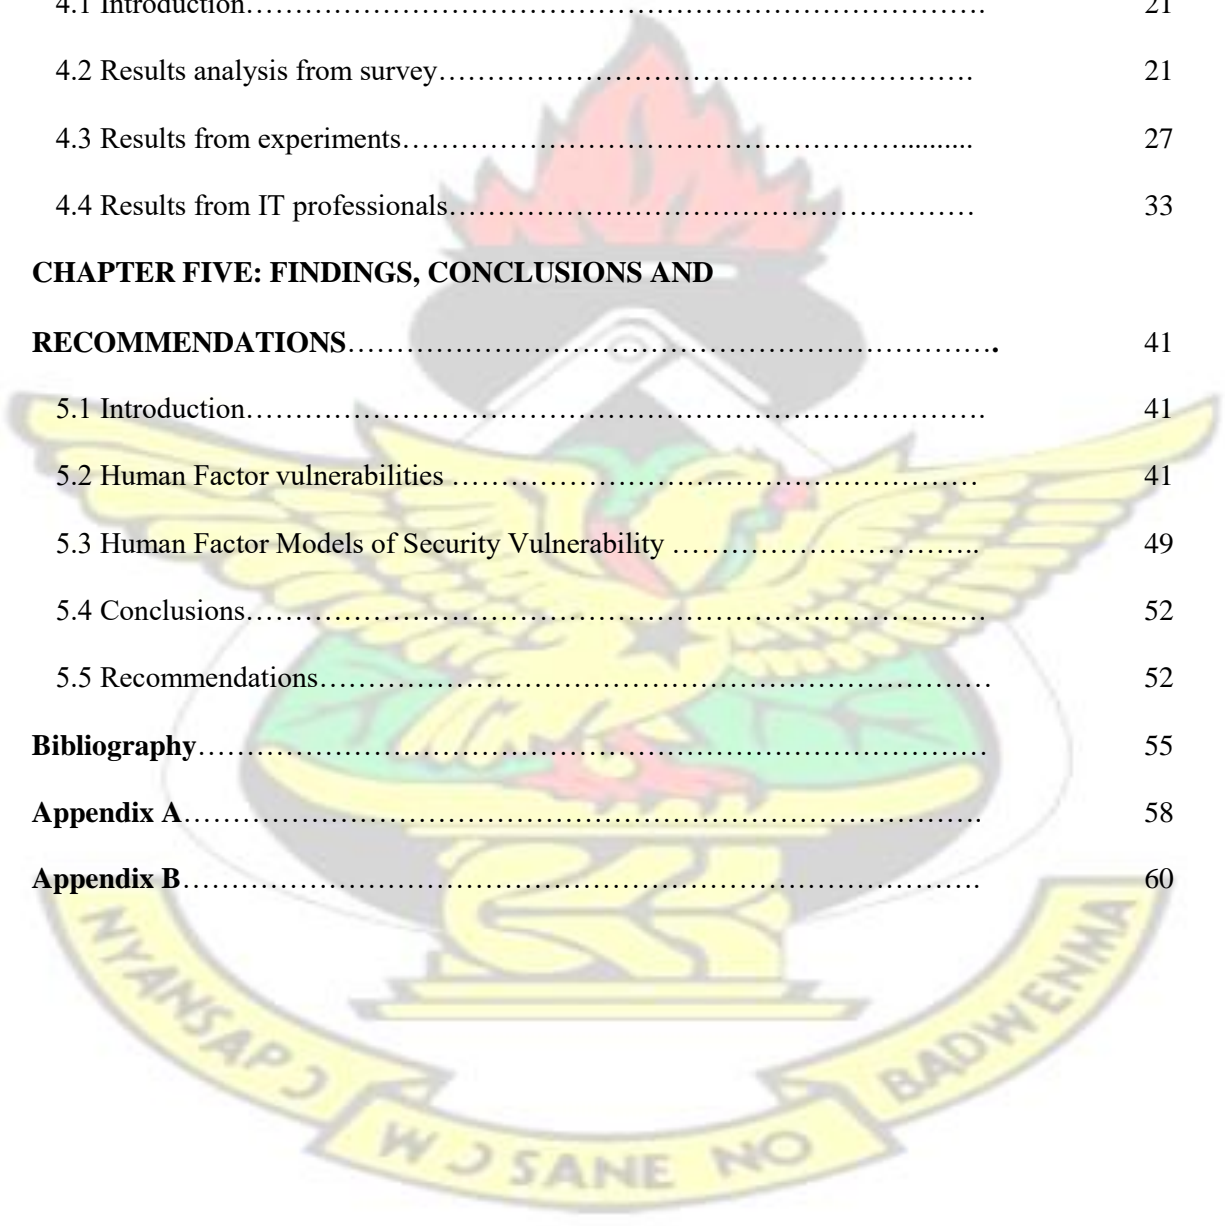 4.1 Introduction……………………………………………………………………………………. 21
4.2 Results analysis from survey………………………………………………………. 21
4.3 Results from experiments…………………………………………………….......... 27
4.4 Results from IT professionals……………………………………………………… 33
CHAPTER FIVE: FINDINGS, CONCLUSIONS AND
RECOMMENDATIONS…………………………………………………………………. 41
5.1 Introduction……………………………………………………………………………. 41
5.2 Human Factor vulnerabilities ……………………………………………………… 41
5.3 Human Factor Models of Security Vulnerability ……………………………….. 49
5.4 Conclusions……………………………………………………………………………. 52
5.5 Recommendations…………………………………………………………………… 52
Bibliography……………………………………………………………………………… 55
Appendix A………………………………………………………………………………. 58
Appendix B………………………………………………………………………………. 60
NYANSAPƆ
WƆ SANE NO
BADWENMA